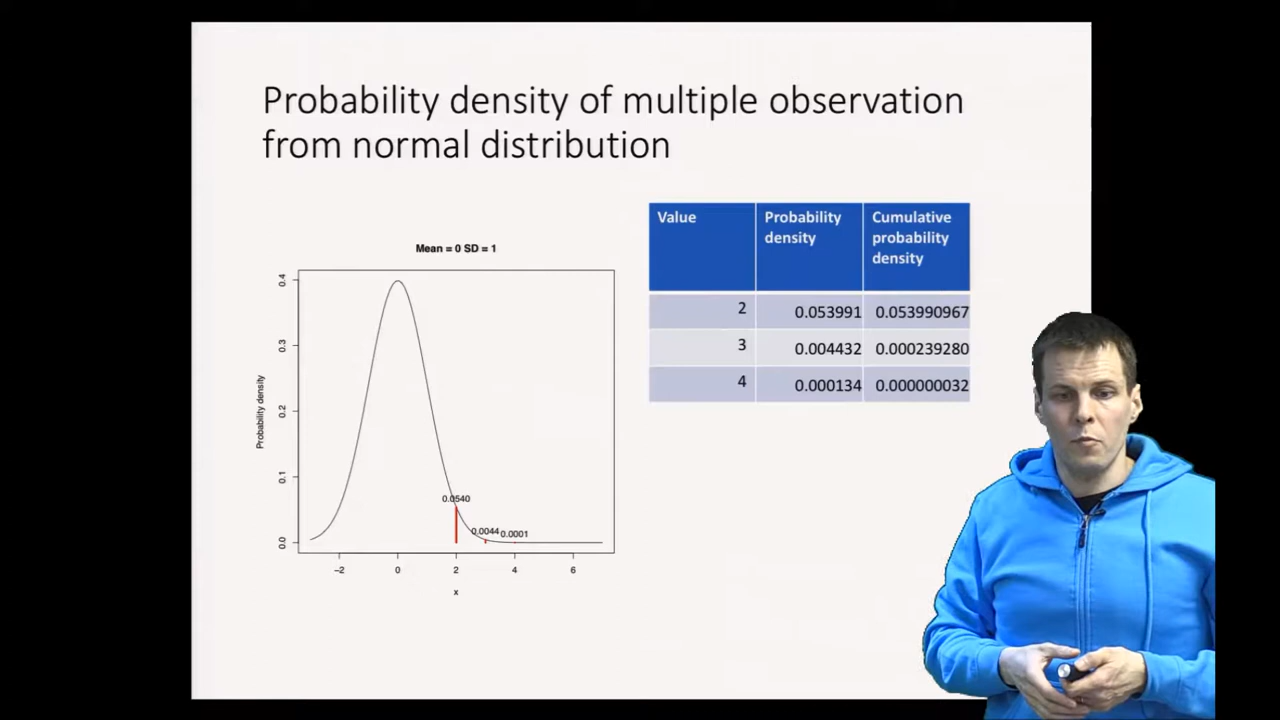 Probability density of multiple observation
from normal distribution
Mean = 0 SD = 1
Probability density
0.0
0.1
0.2
0.3
0.4
0.0540
0.0044
0.0001
−2
0
2
4
6
x
Value
Probability density
Cumulative probability density
2 0.053991 0.053990967
3 0.004432 0.000239280
4 0.000134 0.000000032